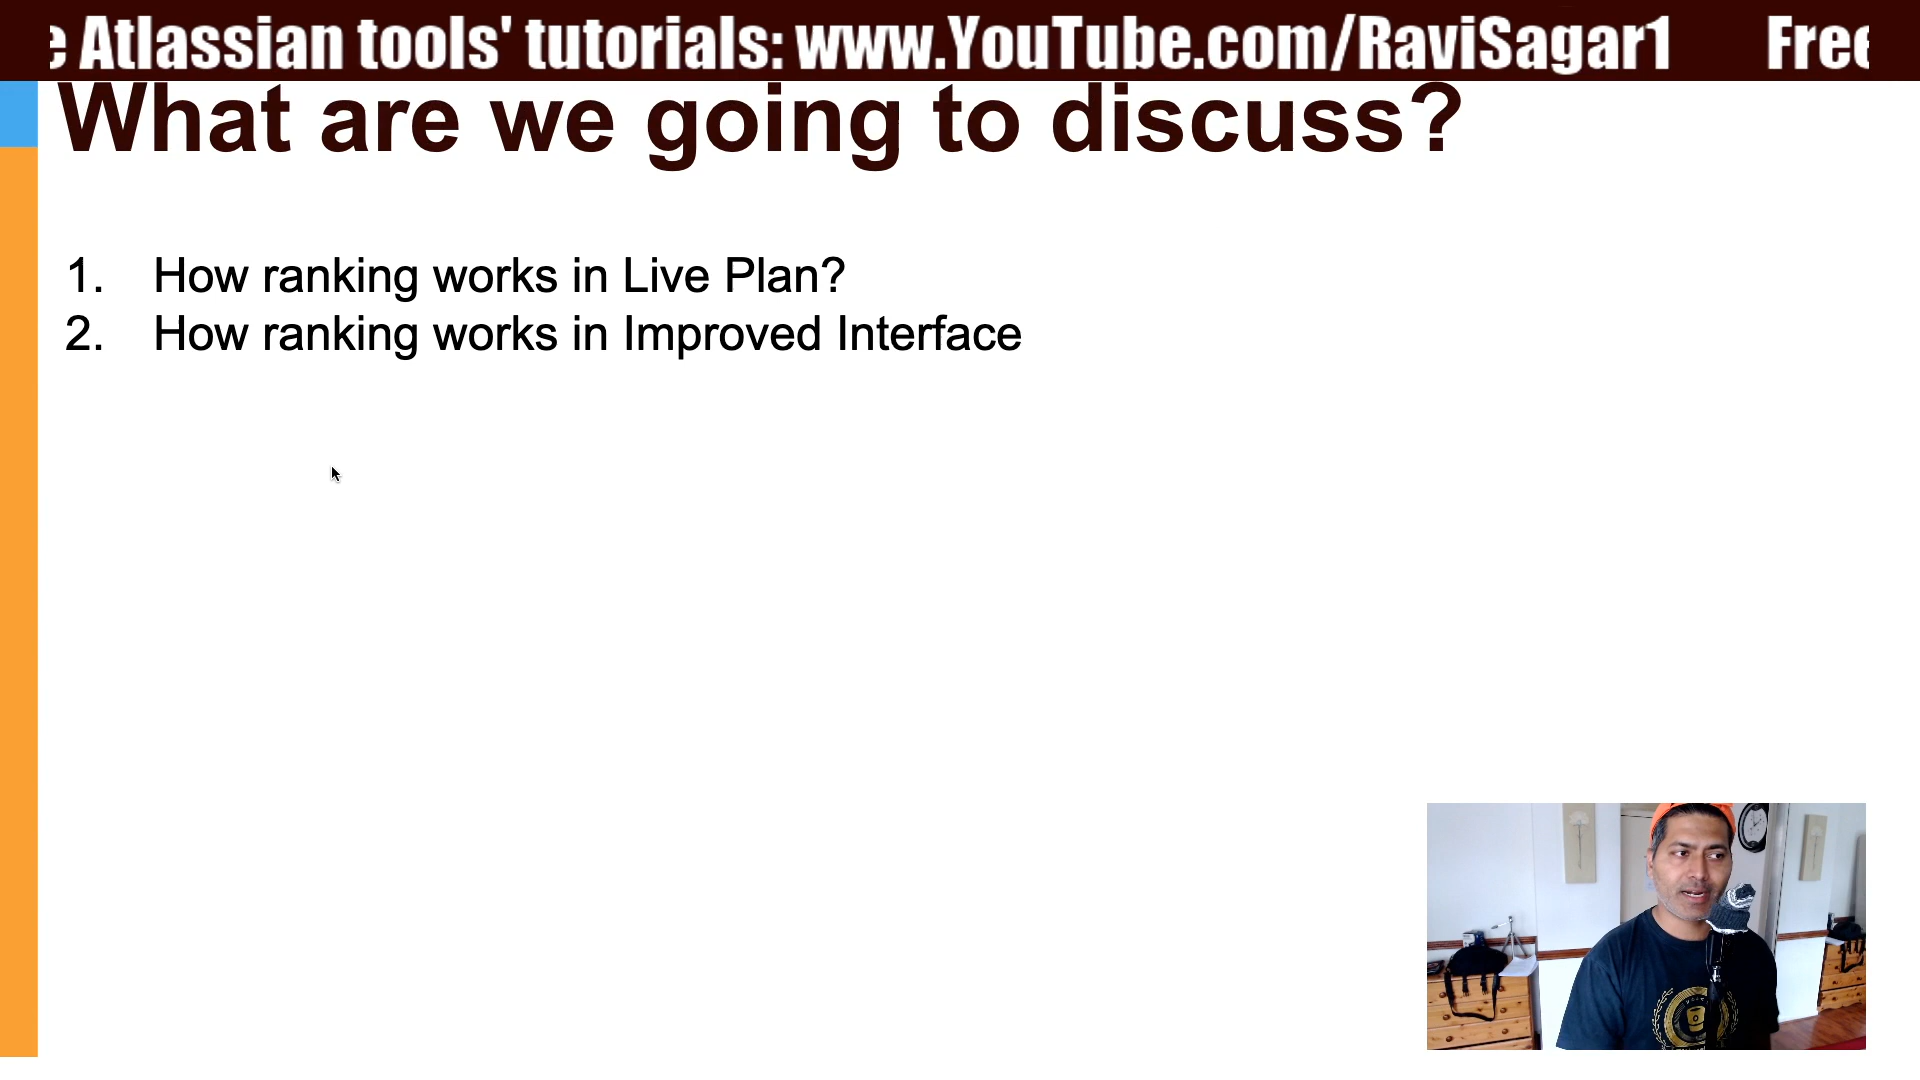 e Atlassian tools' tutorials: www.YouTube.com/RaviSagar1 Free
What are we going to discuss?
1. How ranking works in Live Plan?
2. How ranking works in Improved Interface